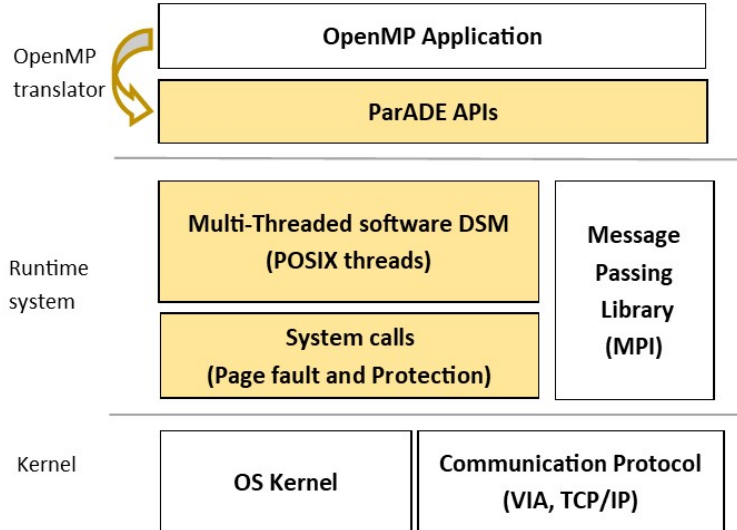 OpenMP
translator
OpenMP Application
ParADE APIs
Runtime
system
Multi-Threaded software DSM
(POSIX threads)
System calls
(Page fault and Protection)
Message
Passing
Library
(MPI)
Kernel
OS Kernel
Communication Protocol
(VIA, TCP/IP)